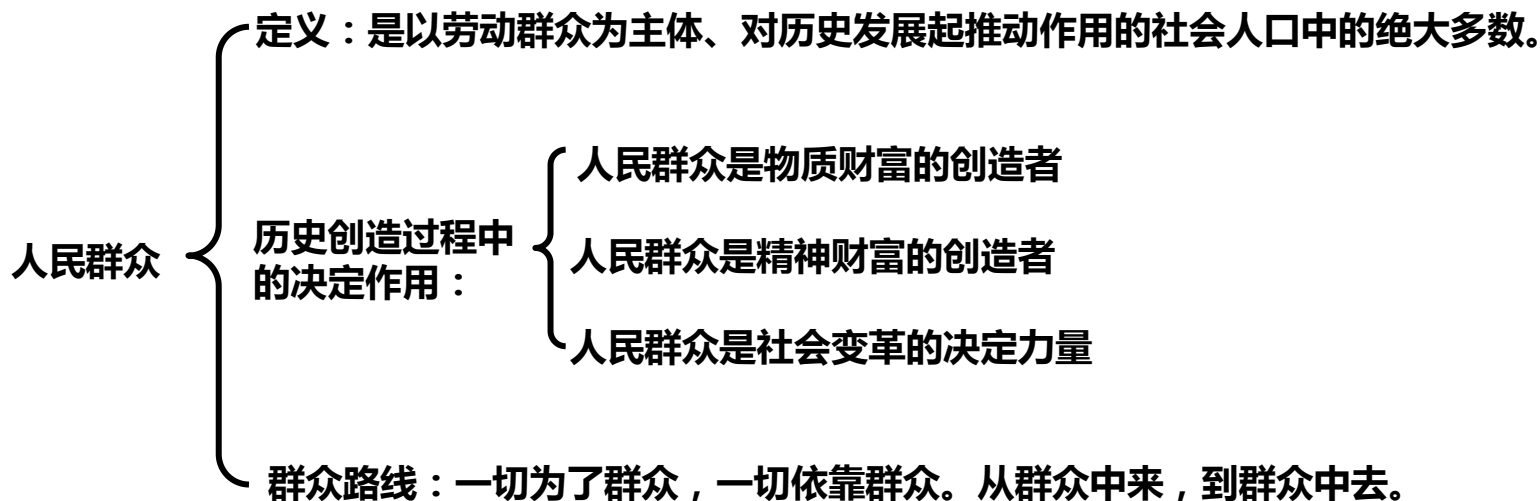 定义：是以劳动群众为主体、对历史发展起推动作用的社会人口中的绝大多数。
人民群众是物质财富的创造者
人民群众
历史创造过程中
的决定作用：
人民群众是精神财富的创造者
人民群众是社会变革的决定力量
群众路线：一切为了群众，一切依靠群众。从群众中来，到群众中去。